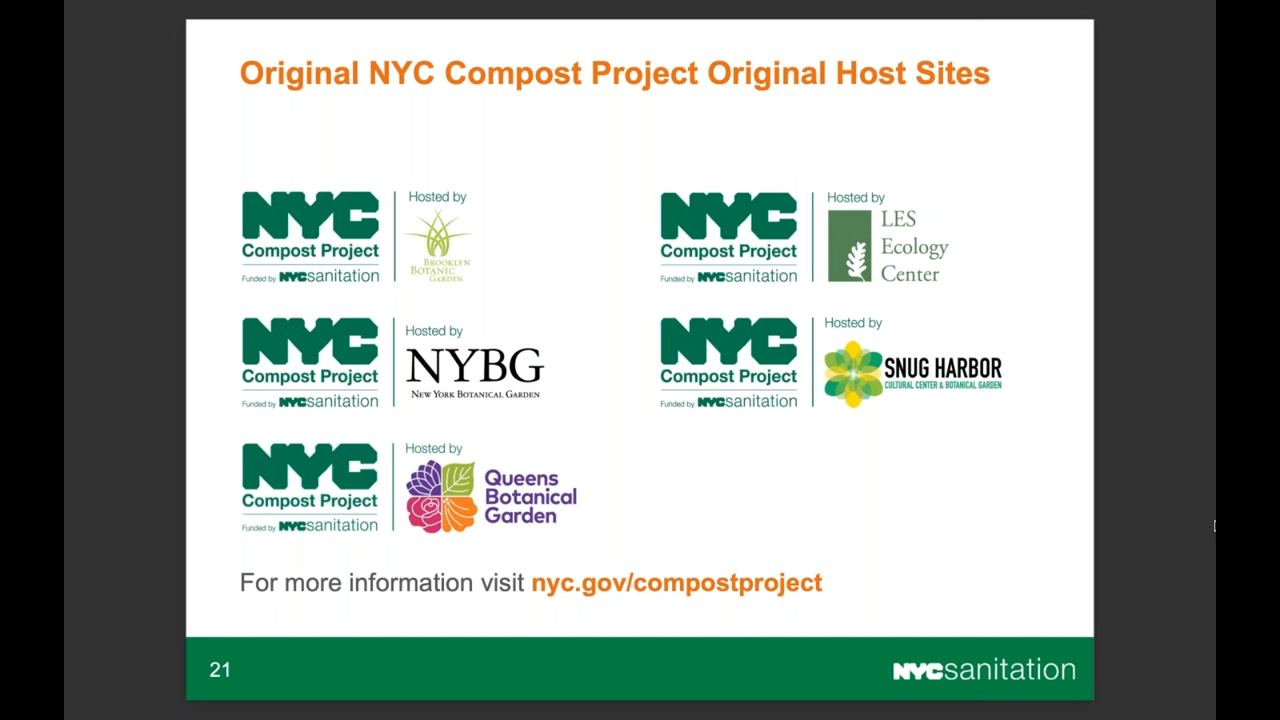 Original NYC Compost Project Original Host Sites
NYC
Compost Project
Funded by NYCsanitation
Hosted by
BROOKLYN
BOTANIC
GARDEN
NYC
Compost Project
Funded by NYCsanitation
Hosted by
LES
Ecology
Center
NYC
Compost Project
Funded by NYCsanitation
Hosted by
NYBG
NEW YORK BOTANICAL GARDEN
NYC
Compost Project
Funded by NYCsanitation
Hosted by
SNUG HARBOR
CULTURAL CENTER & BOTANICAL GARDEN
NYC
Compost Project
Funded by NYCsanitation
Hosted by
Queens
Botanical
Garden
For more information visit nyc.gov/compostproject
21
NYCsanitation